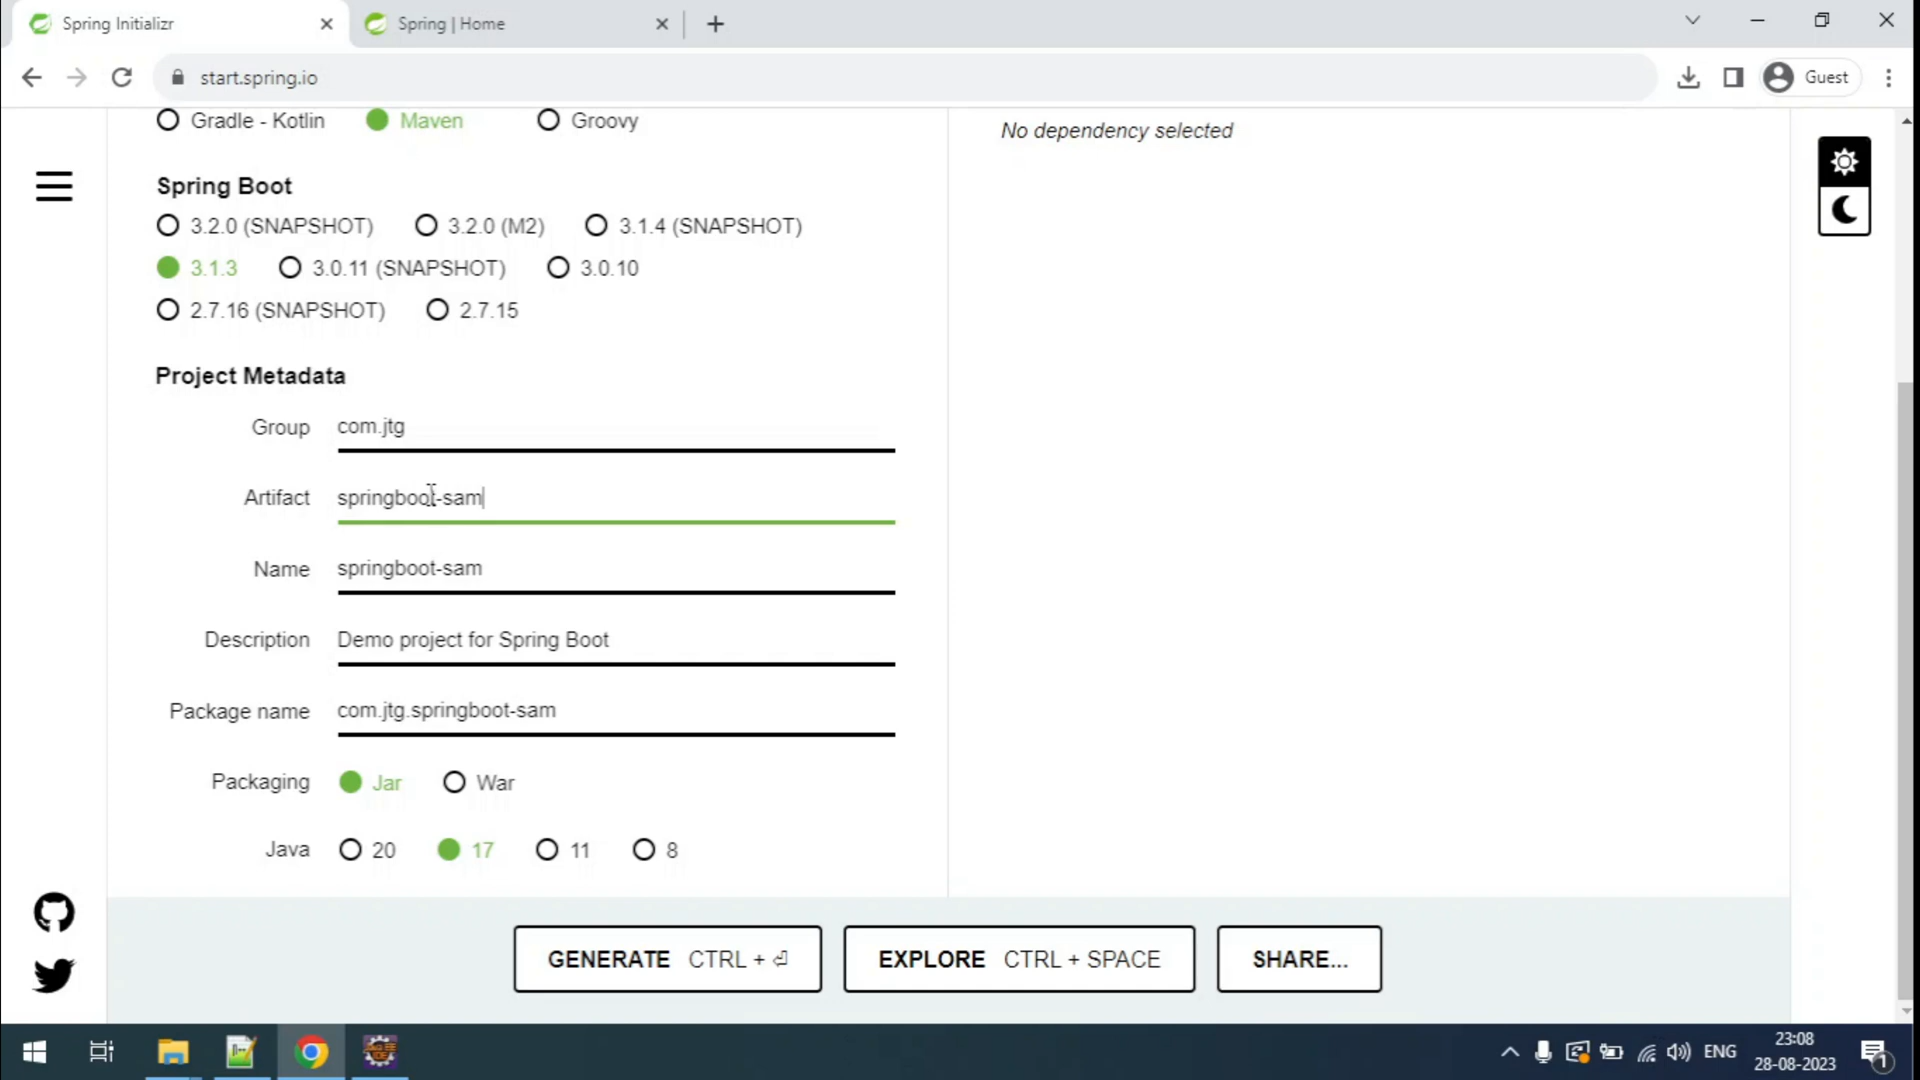 Spring Initializr
Spring | Home
start.spring.io
Guest
Gradle - Kotlin Maven Groovy
No dependency selected
Spring Boot
3.2.0 (SNAPSHOT) 3.2.0 (M2) 3.1.4 (SNAPSHOT)
3.1.3 3.0.11 (SNAPSHOT) 3.0.10
2.7.16 (SNAPSHOT) 2.7.15
Project Metadata
Group com.jtg
Artifact springboot-sam
Name springboot-sam
Description Demo project for Spring Boot
Package name com.jtg.springboot-sam
Packaging Jar War
Java 20 17 11 8
GENERATE CTRL + ⏎
EXPLORE CTRL + SPACE
SHARE...
ENG
23:08
28-08-2023
1